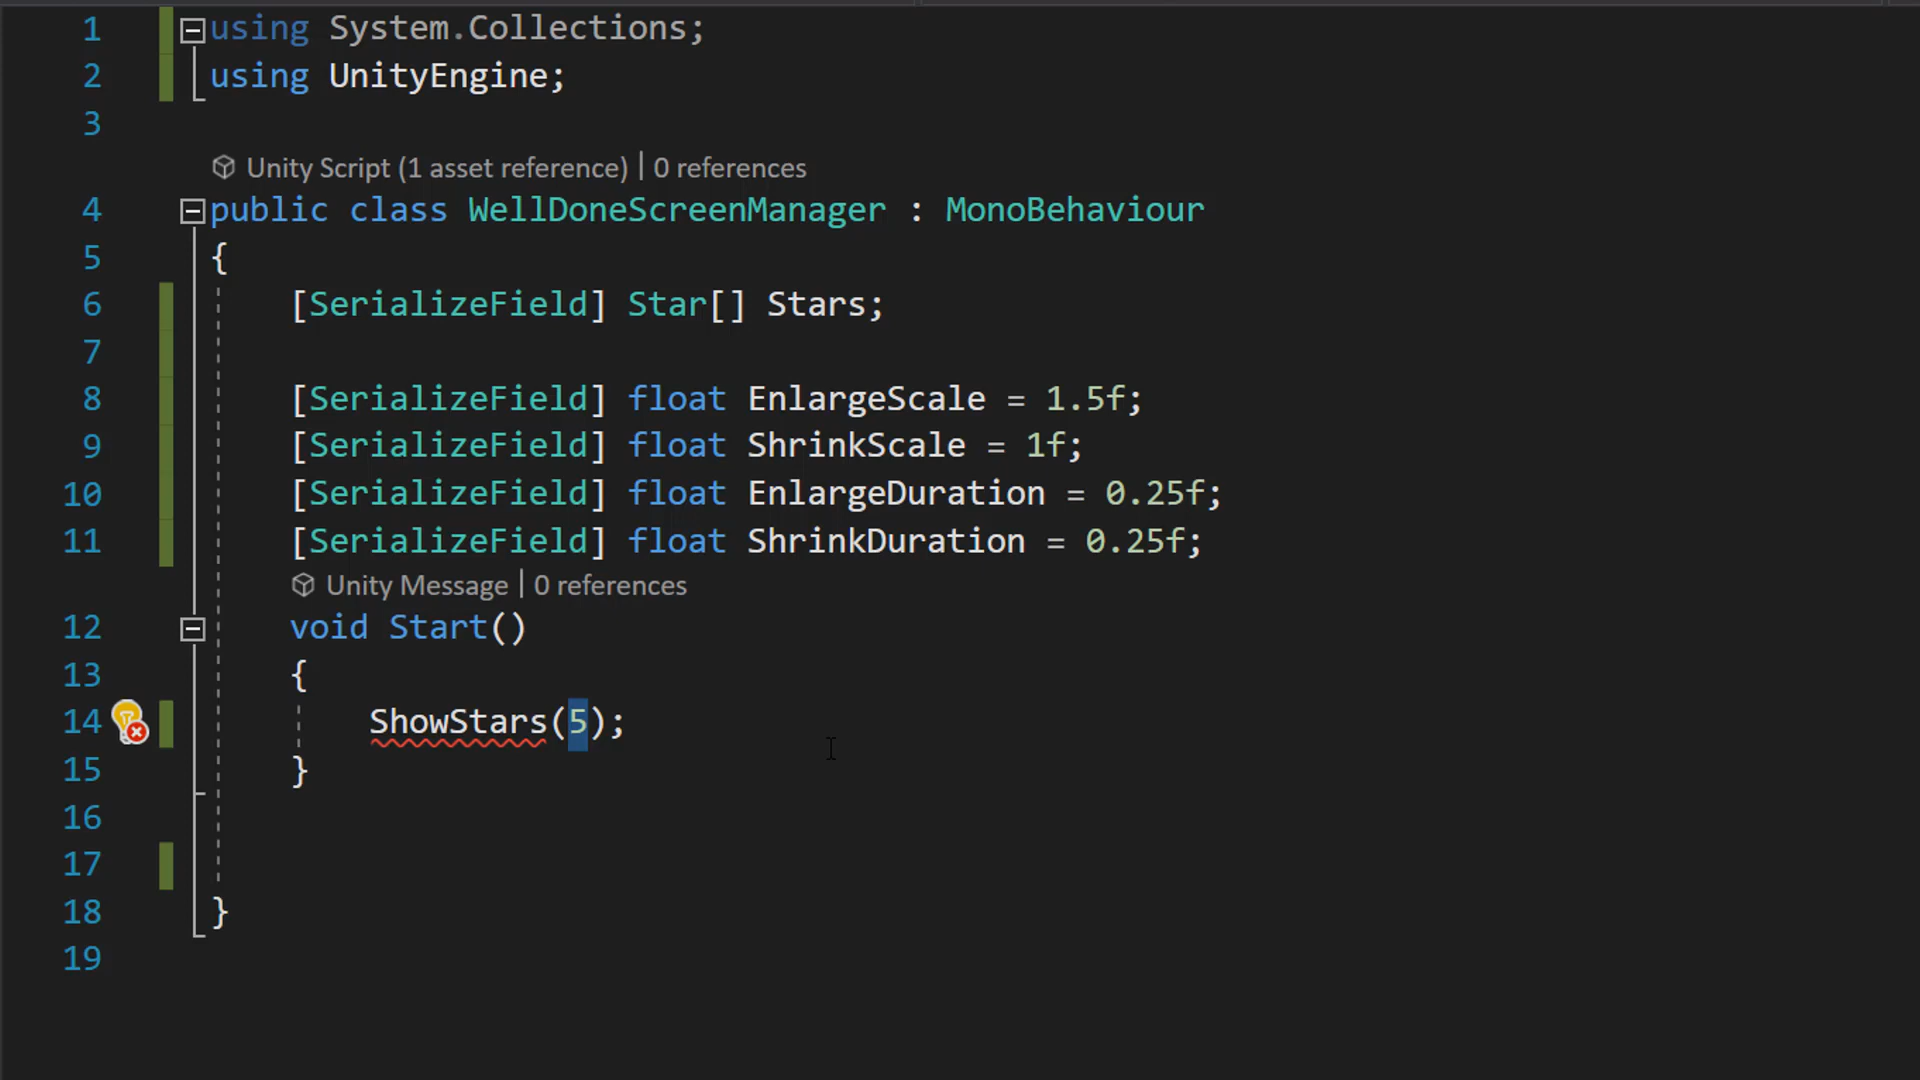 1 using System.Collections;
2 using UnityEngine;
3
Unity Script (1 asset reference) | 0 references
4 public class WellDoneScreenManager : MonoBehaviour
5 {
6 [SerializeField] Star[] Stars;
7
8 [SerializeField] float EnlargeScale = 1.5f;
9 [SerializeField] float ShrinkScale = 1f;
10 [SerializeField] float EnlargeDuration = 0.25f;
11 [SerializeField] float ShrinkDuration = 0.25f;
Unity Message | 0 references
12 void Start()
13 {
14 ShowStars(5);
15 }
16
17
18 }
19